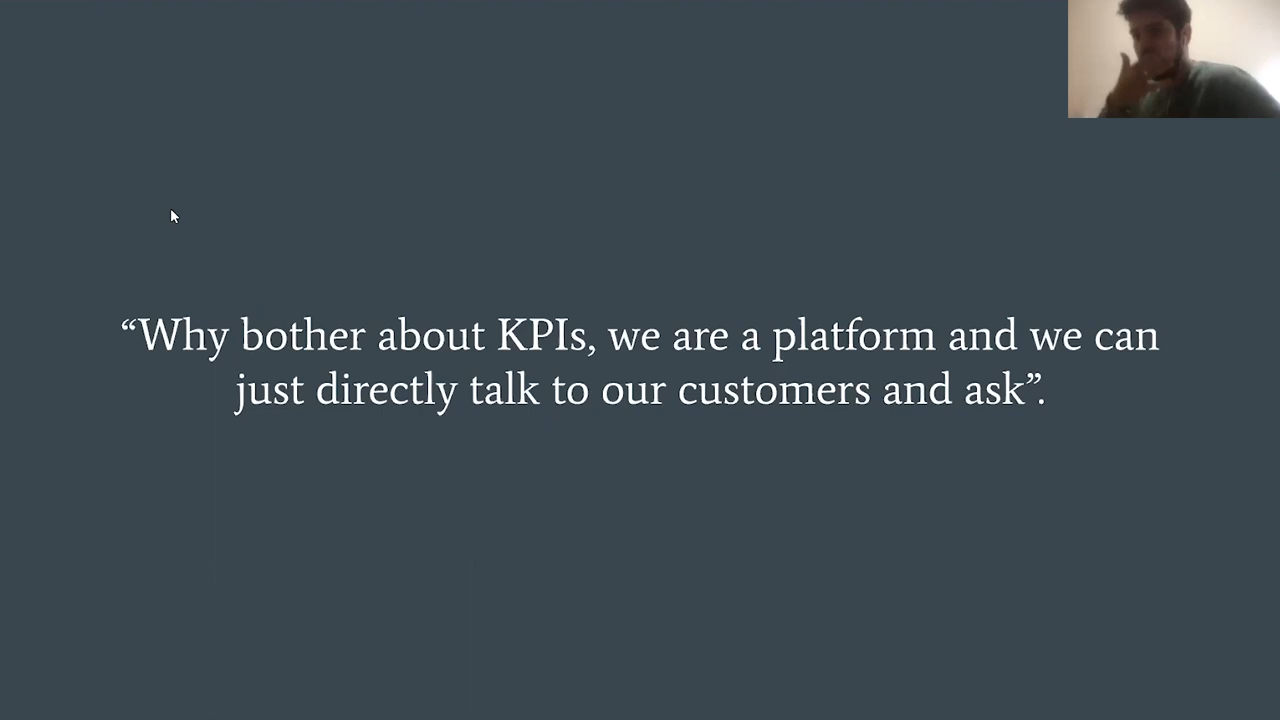 “Why bother about KPIs, we are a platform and we can
just directly talk to our customers and ask”.